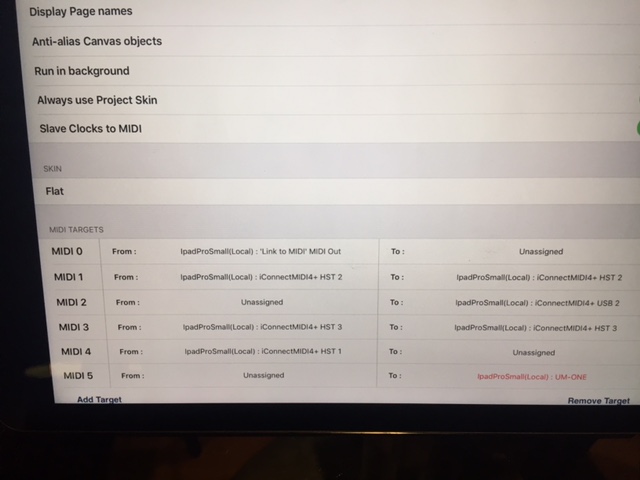 Display Page names
Anti-alias Canvas objects
Run in background
Always use Project Skin
Slave Clocks to MIDI
SKIN
Flat
MIDI TARGETS
MIDI 0 From : IpadProSmall(Local) : 'Link to MIDI' MIDI Out To : Unassigned
MIDI 1 From : IpadProSmall(Local) : iConnectMIDI4+ HST 2 To : IpadProSmall(Local) : iConnectMIDI4+ HST 2
MIDI 2 From : Unassigned To : IpadProSmall(Local) : iConnectMIDI4+ USB 2
MIDI 3 From : IpadProSmall(Local) : iConnectMIDI4+ HST 3 To : IpadProSmall(Local) : iConnectMIDI4+ HST 3
MIDI 4 From : IpadProSmall(Local) : iConnectMIDI4+ HST 1 To : Unassigned
MIDI 5 From : Unassigned To : IpadProSmall(Local) : UM-ONE
Add Target Remove Target